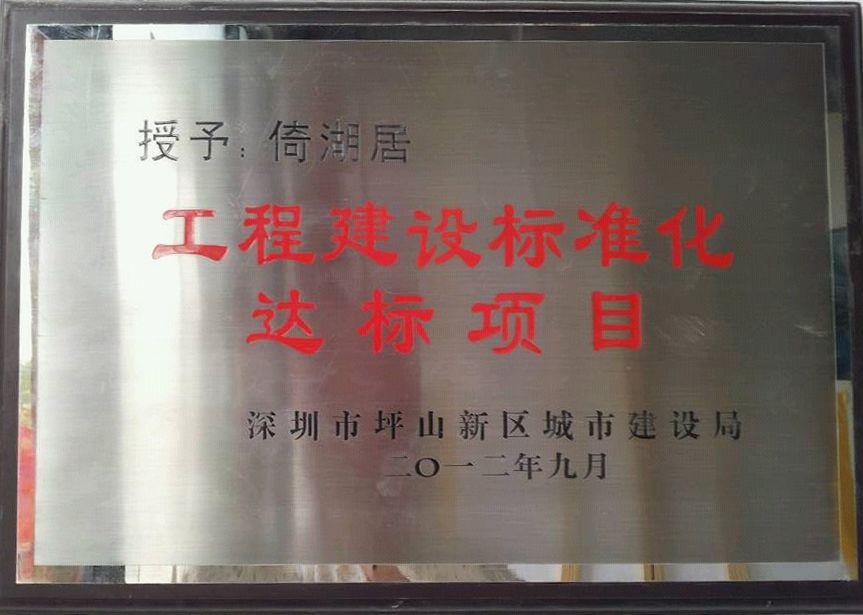 授予：倚湖居
工程建设标准化
达标项目
深圳市坪山新区城市建设局
二〇一二年九月